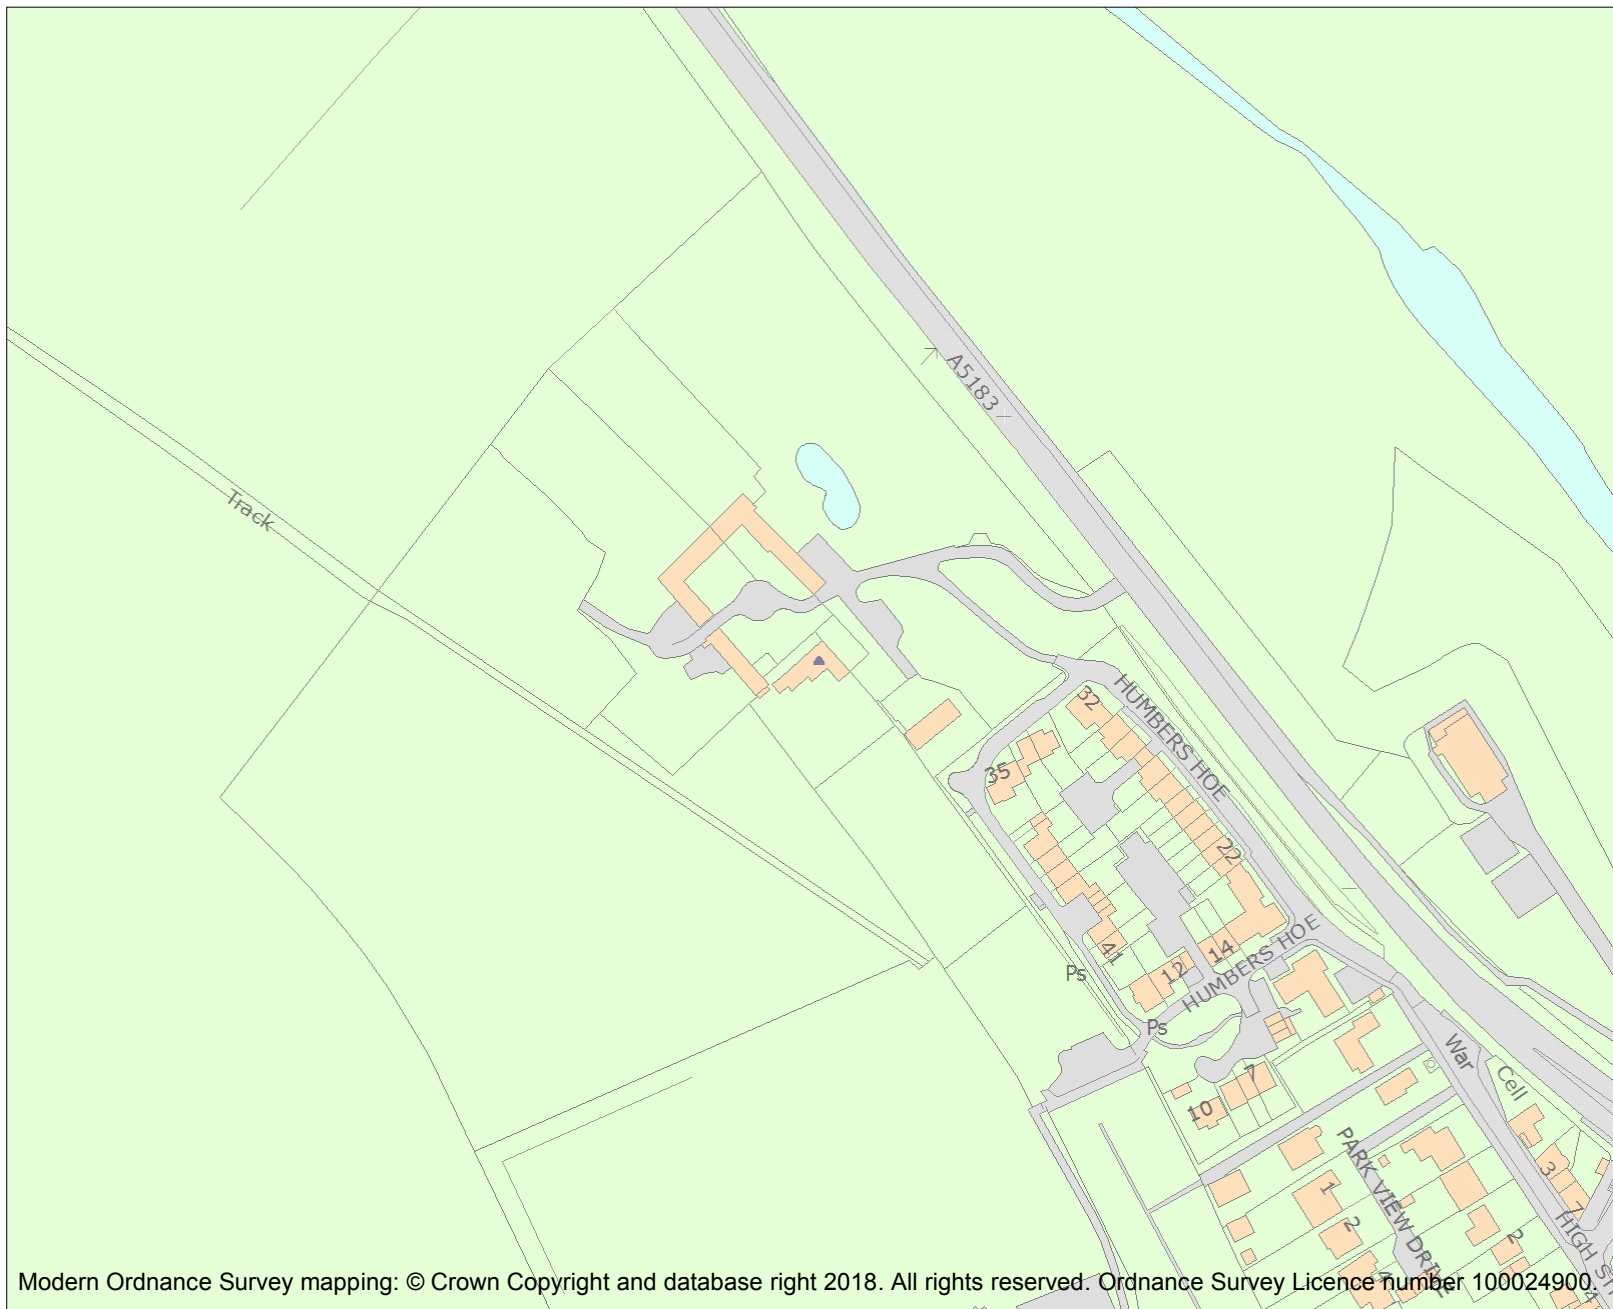 A5183
Track
HUMBERS HOE
32
35
22
41
14
12
HUMBERS HOE
Ps
Ps
War
Cell
7
10
PARK VIEW DRIVE
1
2
3
7
2
4
HIGH ST
Modern Ordnance Survey mapping: © Crown Copyright and database right 2018. All rights reserved. Ordnance Survey Licence number 100024900.